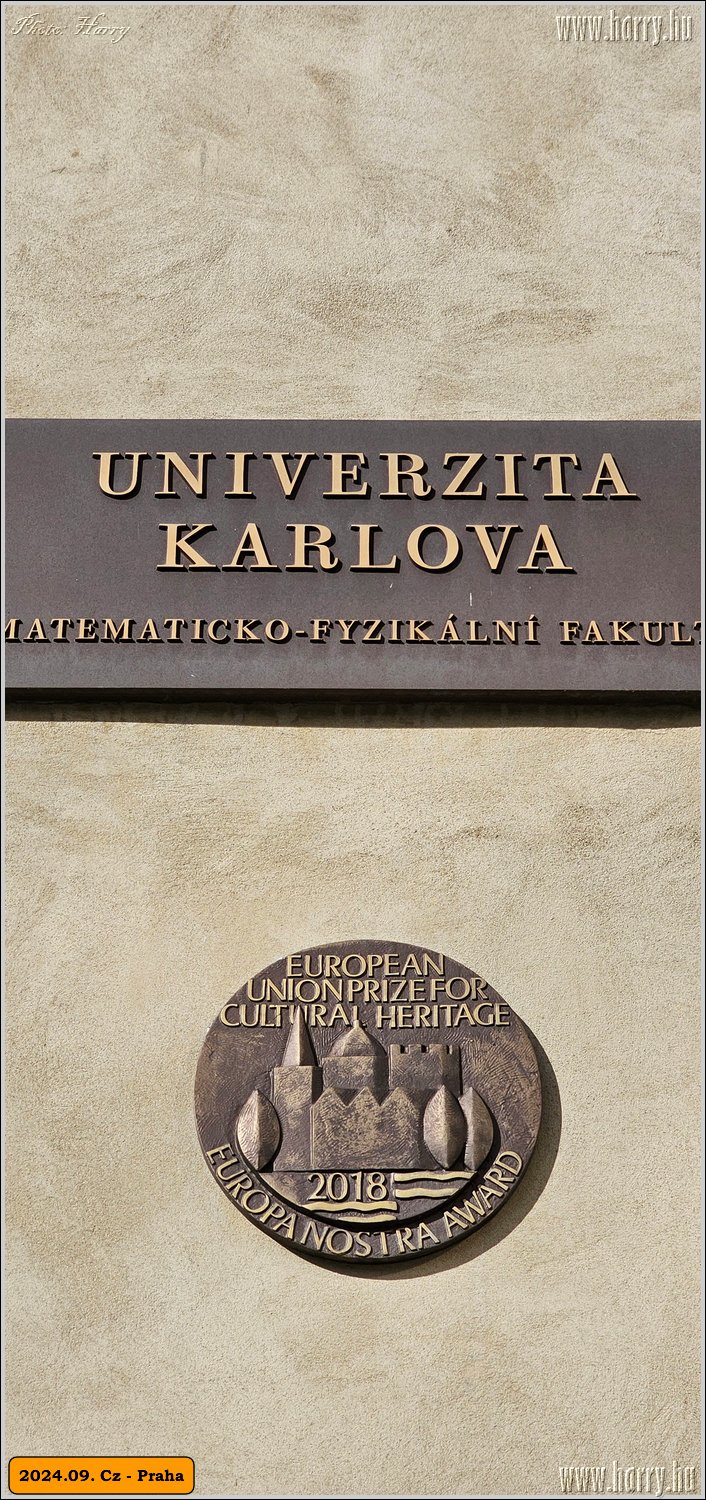 Photo: Harry
www.harry.hu
UNIVERZITA
KARLOVA
MATEMATICKO-FYZIKÁLNÍ FAKULT
EUROPEAN
UNION PRIZE FOR
CULTURAL HERITAGE
2018
EUROPA NOSTRA AWARD
2024.09. Cz - Praha
www.harry.hu